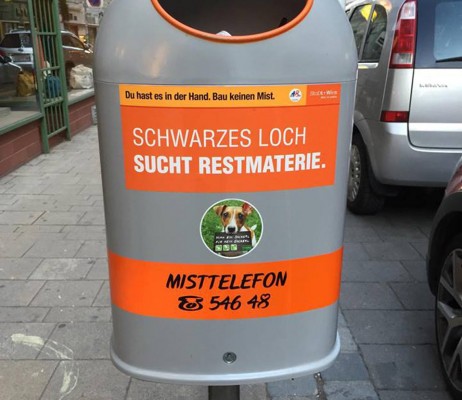 Du hast es in der Hand. Bau keinen Mist.
SCHWARZES LOCH
SUCHT RESTMATERIE.
MISTTELEFON
546 48